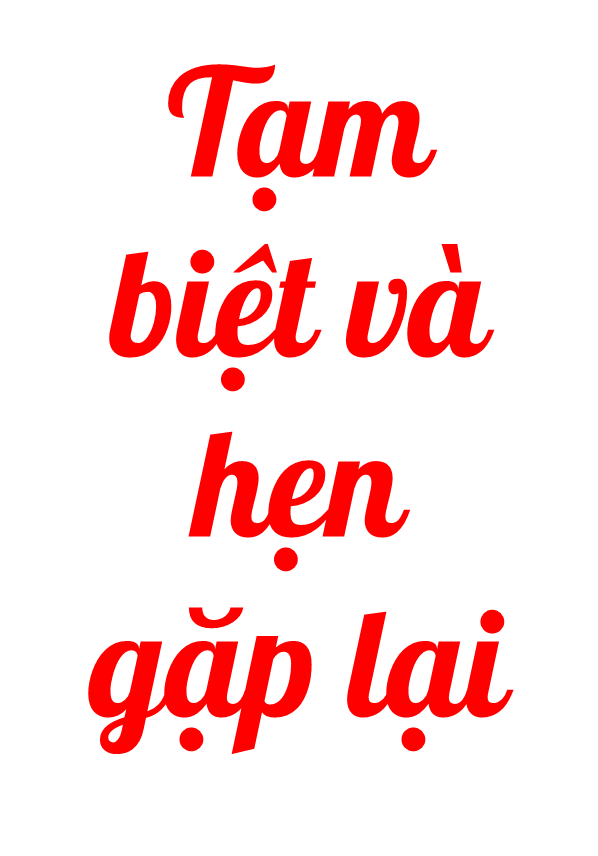 Tạm
biệt và
hẹn
gặp lại